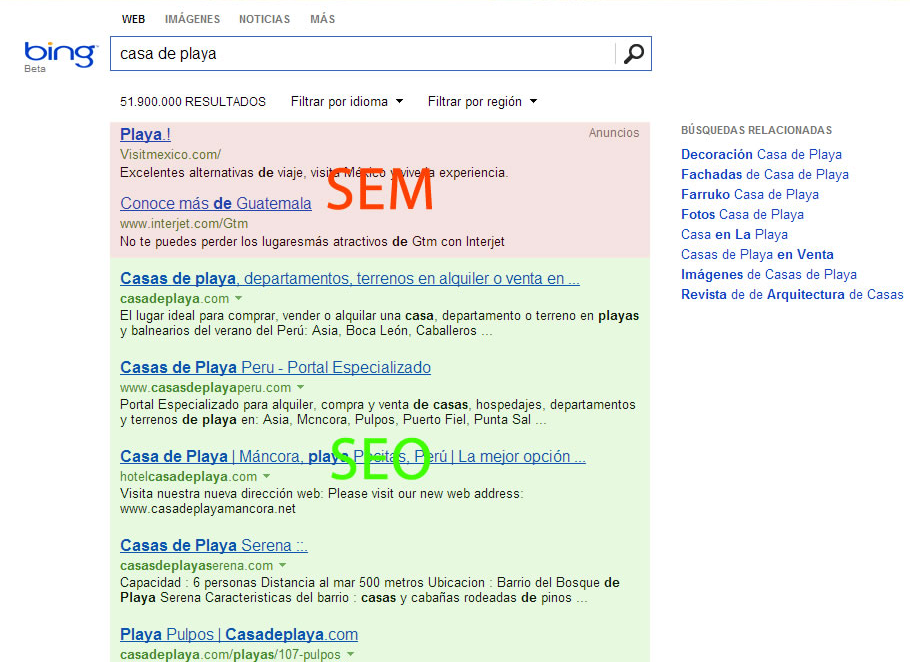 WEB IMÁGENES NOTICIAS MÁS
bing
Beta
casa de playa
51.900.000 RESULTADOS Filtrar por idioma Filtrar por región
Playa.!
Anuncios
Visitmexico.com/
Excelentes alternativas de viaje, visita México y vive la experiencia.
SEM
Conoce más de Guatemala
www.interjet.com/Gtm
No te puedes perder los lugaresmás atractivos de Gtm con Interjet
Casas de playa, departamentos, terrenos en alquiler o venta en ...
casadeplaya.com
El lugar ideal para comprar, vender o alquilar una casa, departamento o terreno en playas
y balnearios del verano del Perú: Asia, Boca León, Caballeros ...
Casas de Playa Peru - Portal Especializado
www.casasdeplayaperu.com
Portal Especializado para alquiler, compra y venta de casas, hospedajes, departamentos
y terrenos de playa en: Asia, Mcncora, Pulpos, Puerto Fiel, Punta Sal ...
Casa de Playa | Máncora, playa Pocitas, Perú | La mejor opción ...
SEO
hotelcasadeplaya.com
Visita nuestra nueva dirección web: Please visit our new web address:
www.casadeplayamancora.net
Casas de Playa Serena ::.
casasdeplayaserena.com
Capacidad : 6 personas Distancia al mar 500 metros Ubicacion : Barrio del Bosque de
Playa Serena Caracteristicas del barrio : casas y cabañas rodeadas de pinos ...
Playa Pulpos | Casadeplaya.com
casadeplaya.com/playas/107-pulpos
BÚSQUEDAS RELACIONADAS
Decoración Casa de Playa
Fachadas de Casa de Playa
Farruko Casa de Playa
Fotos Casa de Playa
Casa en La Playa
Casas de Playa en Venta
Imágenes de Casas de Playa
Revista de de Arquitectura de Casas